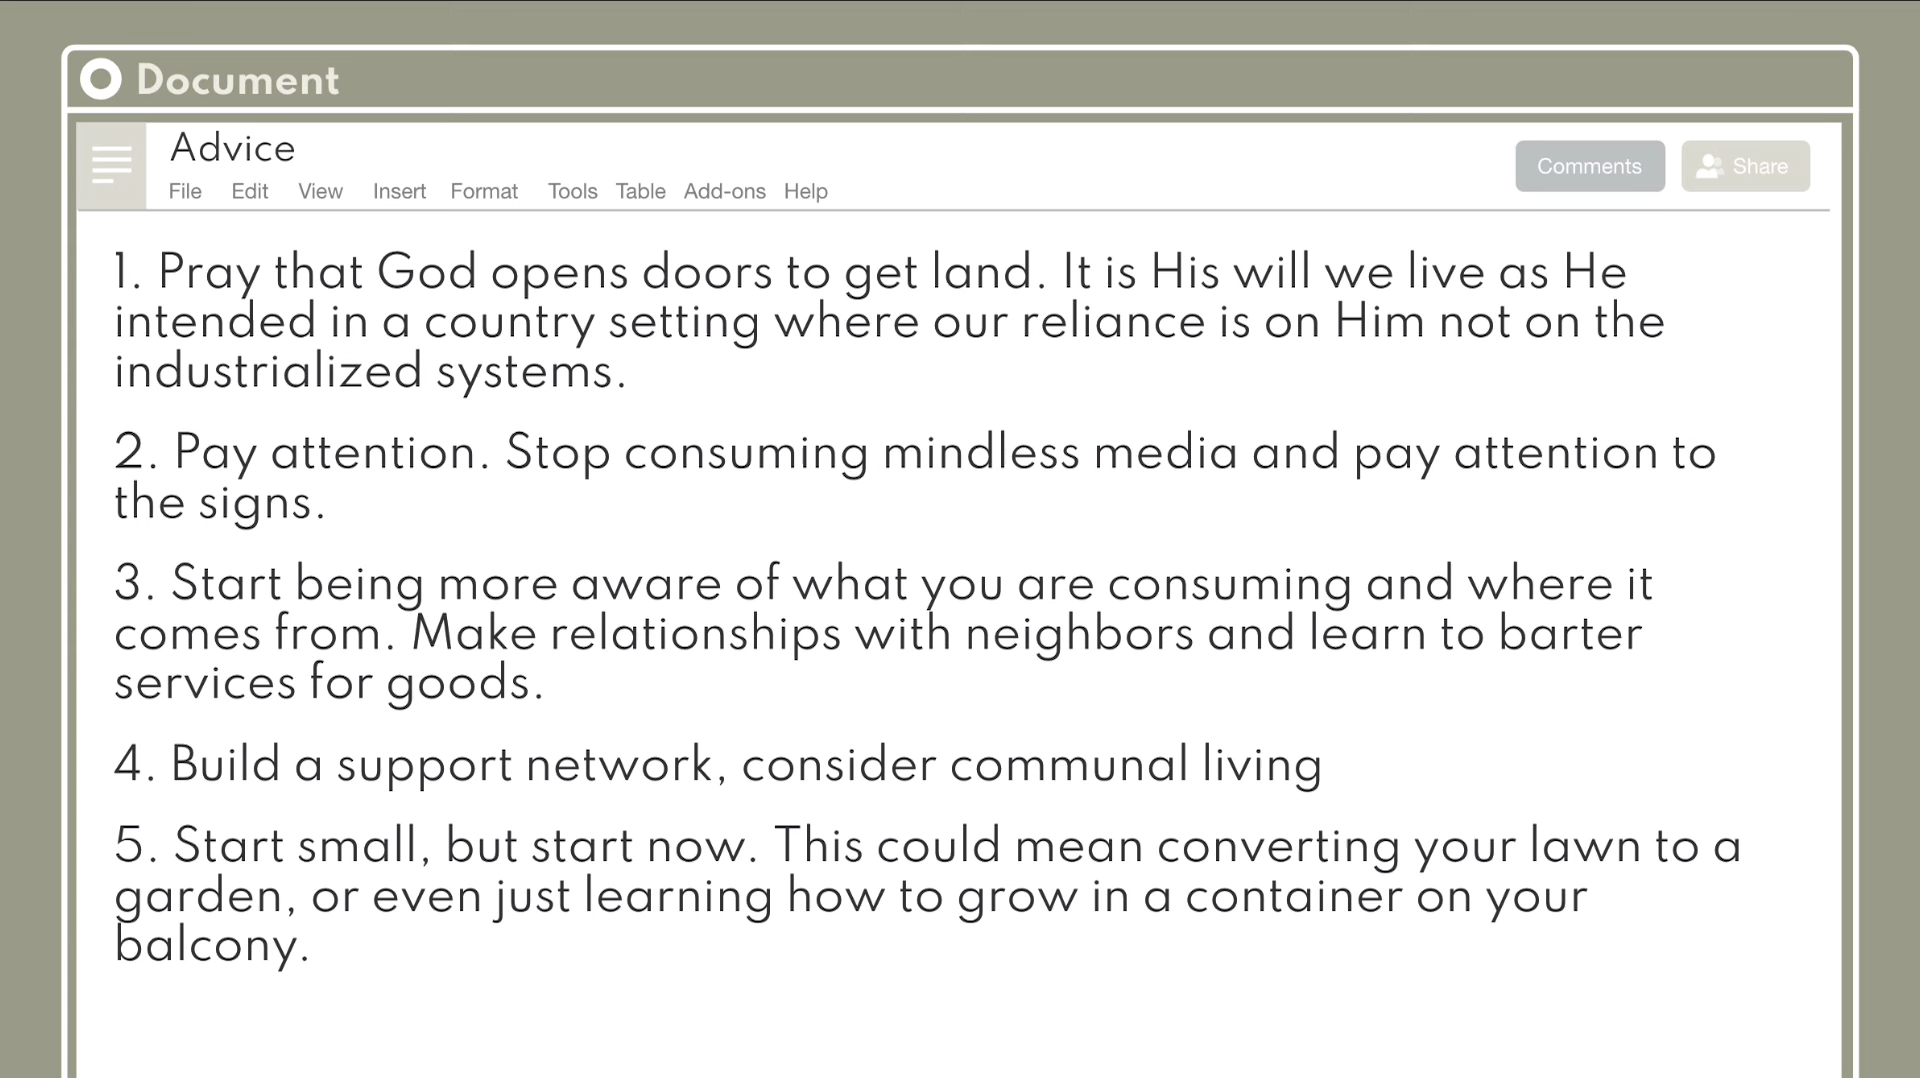 Document
Advice
File Edit View Insert Format Tools Table Add-ons Help
Comments
Share
1. Pray that God opens doors to get land. It is His will we live as He
intended in a country setting where our reliance is on Him not on the
industrialized systems.
2. Pay attention. Stop consuming mindless media and pay attention to
the signs.
3. Start being more aware of what you are consuming and where it
comes from. Make relationships with neighbors and learn to barter
services for goods.
4. Build a support network, consider communal living
5. Start small, but start now. This could mean converting your lawn to a
garden, or even just learning how to grow in a container on your
balcony.